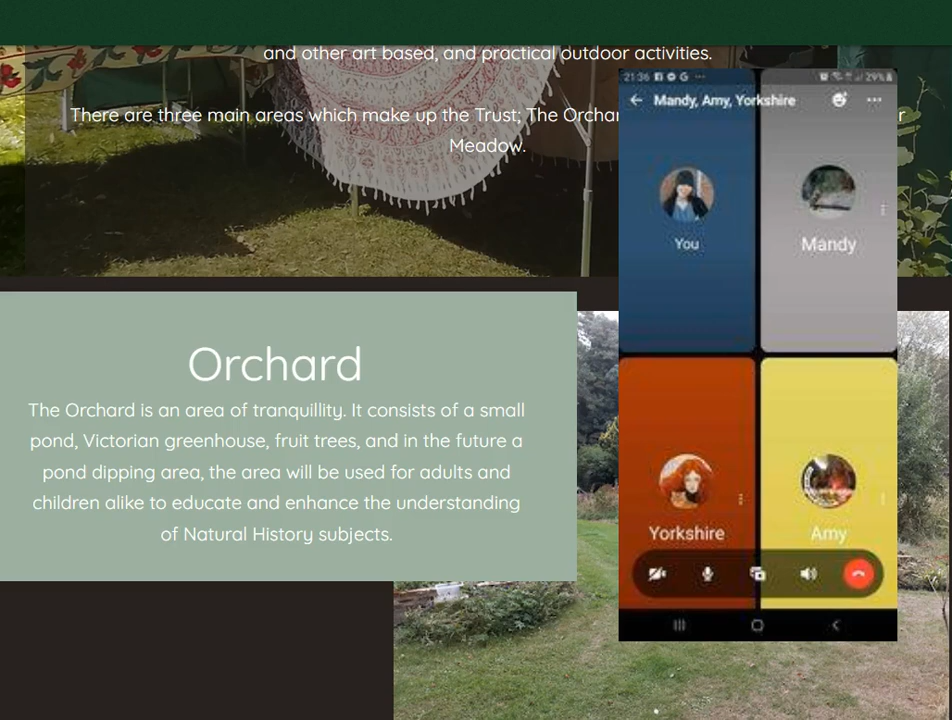 and other art based, and practical outdoor activities.
There are three main areas which make up the Trust; The
Meadow.
Orchard
The Orchard is an area of tranquillity. It consists of a small
pond, Victorian greenhouse, fruit trees, and in the future a
pond dipping area, the area will be used for adults and
children alike to educate and enhance the understanding
of Natural History subjects.
21:36
29%
Mandy, Amy, Yorkshire
You
Mandy
Yorkshire
Amy